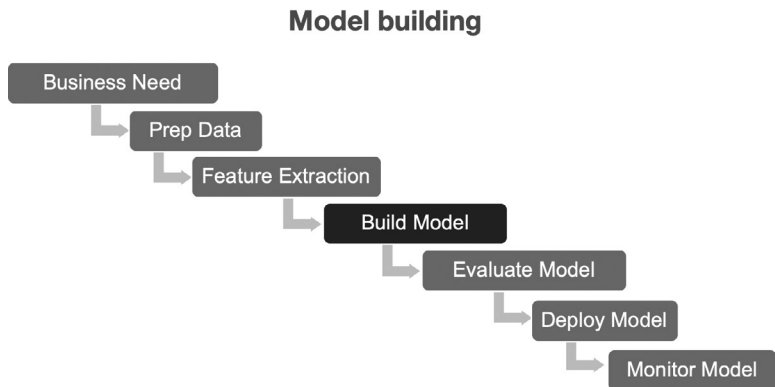 Model building
Business Need
Prep Data
Feature Extraction
Build Model
Evaluate Model
Deploy Model
Monitor Model